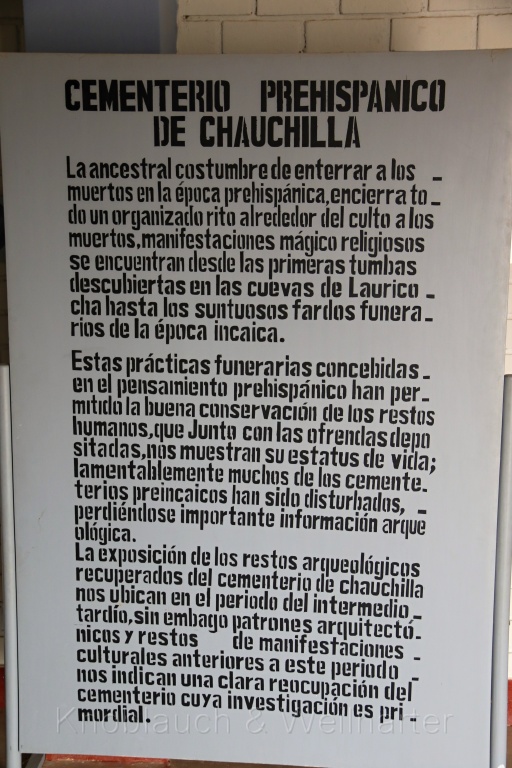 CEMENTERIO PREHISPANICO
DE CHAUCHILLA
La ancestral costumbre de enterrar a los -
muertos en la época prehispánica,encierra to -
do un organizado rito alrededor del culto a los
muertos,manifestaciones mágico religiosos
se encuentran desde las primeras tumbas
descubiertas en las cuevas de Laurico -
cha hasta los suntuosos fardos funera -
rios de la época incaica.
Estas prácticas funerarias concebidas -
en el pensamiento prehispánico han per -
mitido la buena conservación de los restos
humanos,que Junto con las ofrendas depo
sitadas,nos muestran su estatus de vida;
lamentablemente muchos de los cemente-
terios preincaicos han sido disturbados, -
perdiéndose importante información arque
ológica.
La exposición de los restos arqueológicos
recuperados del cementerio de chauchilla
nos ubican en el periodo del intermedio -
tardío,sin embago patrones arquitectó-
nicos y restos de manifestaciones -
culturales anteriores a este periodo -
nos indican una clara reocupación del
cementerio cuya investigación es pri -
mordial.
Knoblauch & Wellhäfter